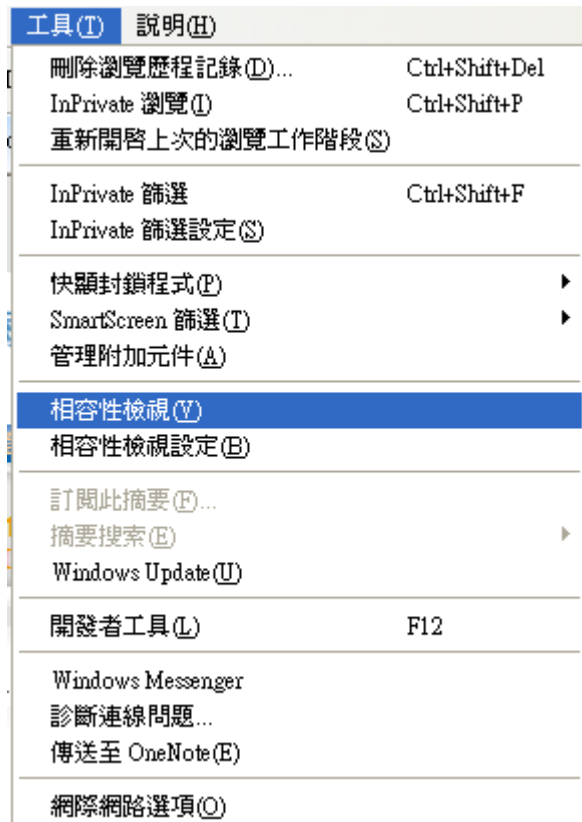 工具(T) 說明(H)
刪除瀏覽歷程記錄(D)... Ctrl+Shift+Del
InPrivate 瀏覽(I) Ctrl+Shift+P
重新開啓上次的瀏覽工作階段(S)
InPrivate 篩選 Ctrl+Shift+F
InPrivate 篩選設定(S)
快顯封鎖程式(P)
SmartScreen 篩選(T)
管理附加元件(A)
相容性檢視(V)
相容性檢視設定(B)
訂閱此摘要(F)...
摘要搜索(E)
Windows Update(U)
開發者工具(L) F12
Windows Messenger
診斷連線問題...
傳送至 OneNote(E)
網際網路選項(O)